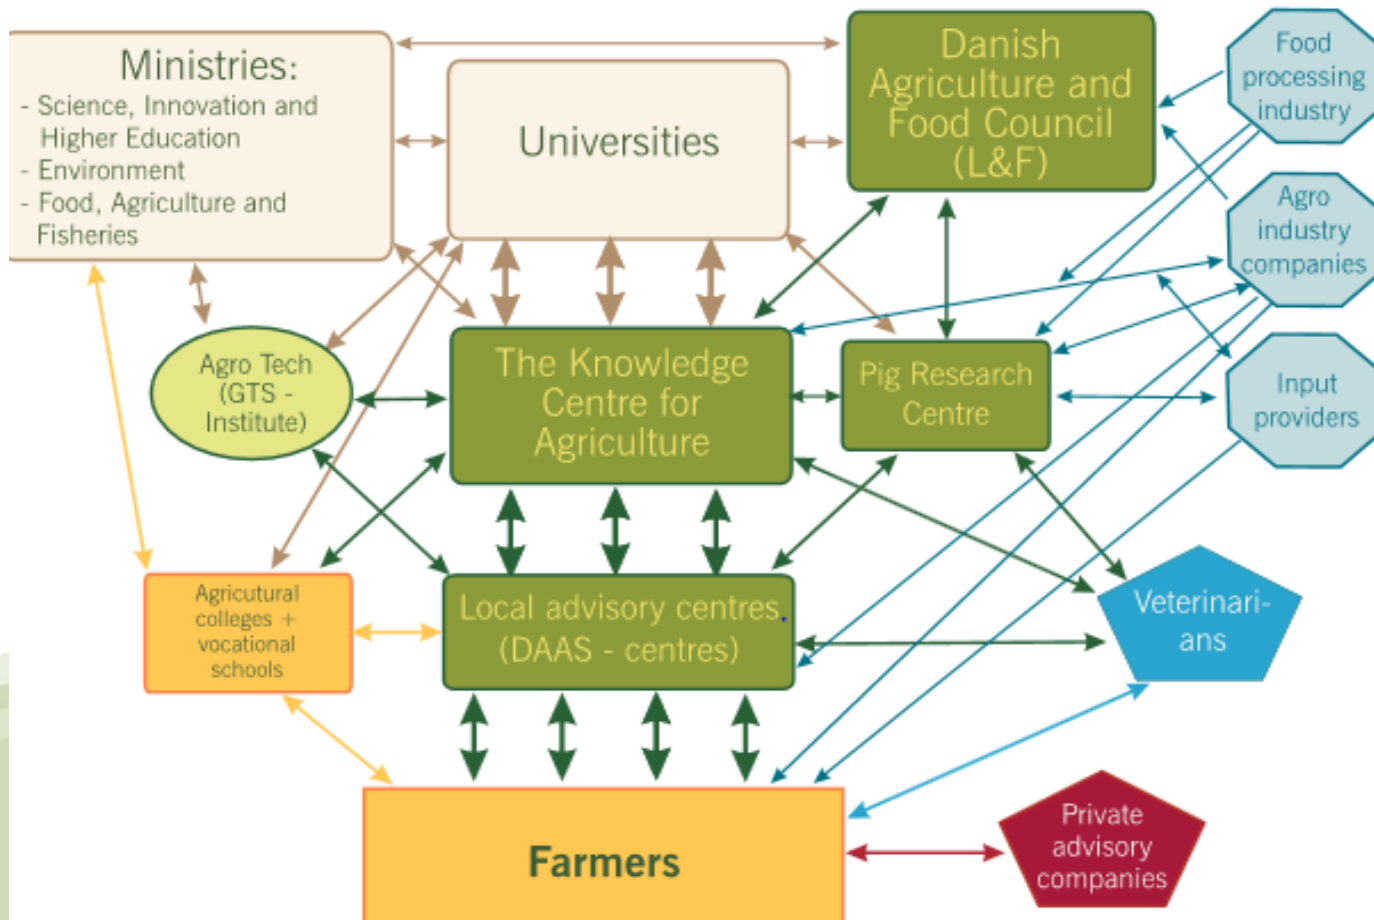 Ministries:
- Science, Innovation and
Higher Education
- Environment
- Food, Agriculture and
Fisheries
Universities
Danish
Agriculture and
Food Council
(L&F)
Food
processing
industry
Agro
industry
companies
Input
providers
Agro Tech
(GTS -
Institute)
The Knowledge
Centre for
Agriculture
Pig Research
Centre
Agricutural
colleges +
vocational
schools
Local advisory centres
(DAAS - centres)
Veterinari-
ans
Farmers
Private
advisory
companies